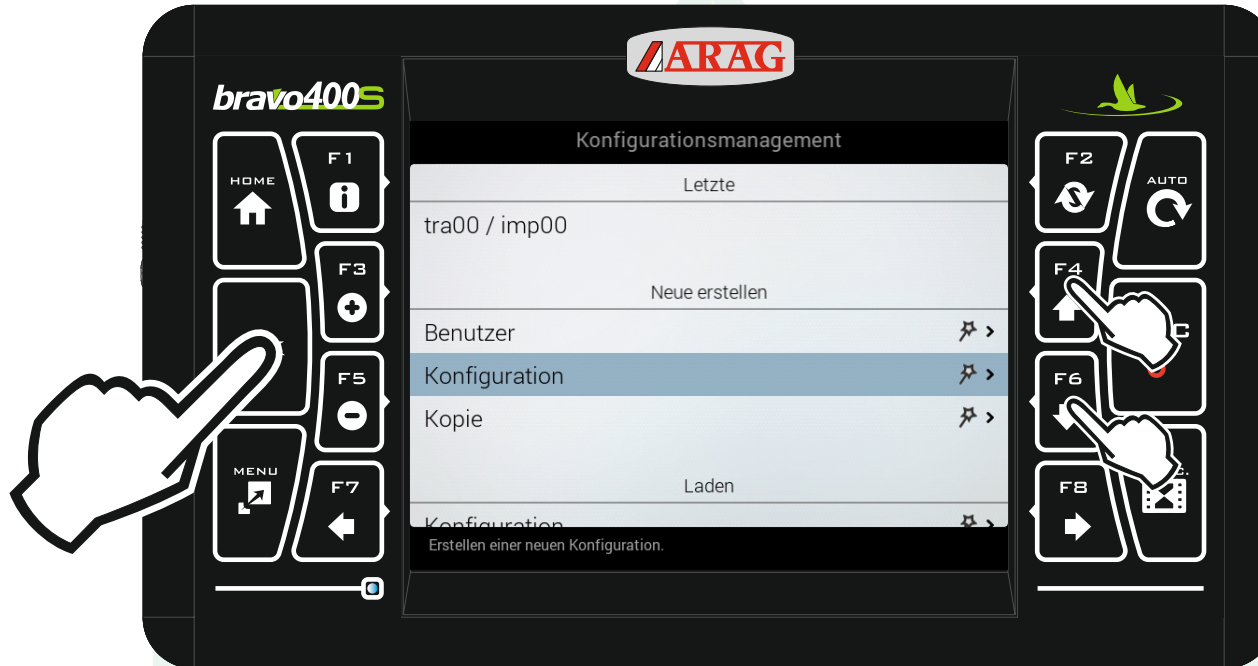 ARAG
bravo400S
Konfigurationsmanagement
F1
F2
HOME
AUTO
Letzte
tra00 / imp00
F3
F4
Neue erstellen
Benutzer
Konfiguration
F5
F6
Kopie
MENU
F7
Laden
F8
Konfiguration
Erstellen einer neuen Konfiguration.